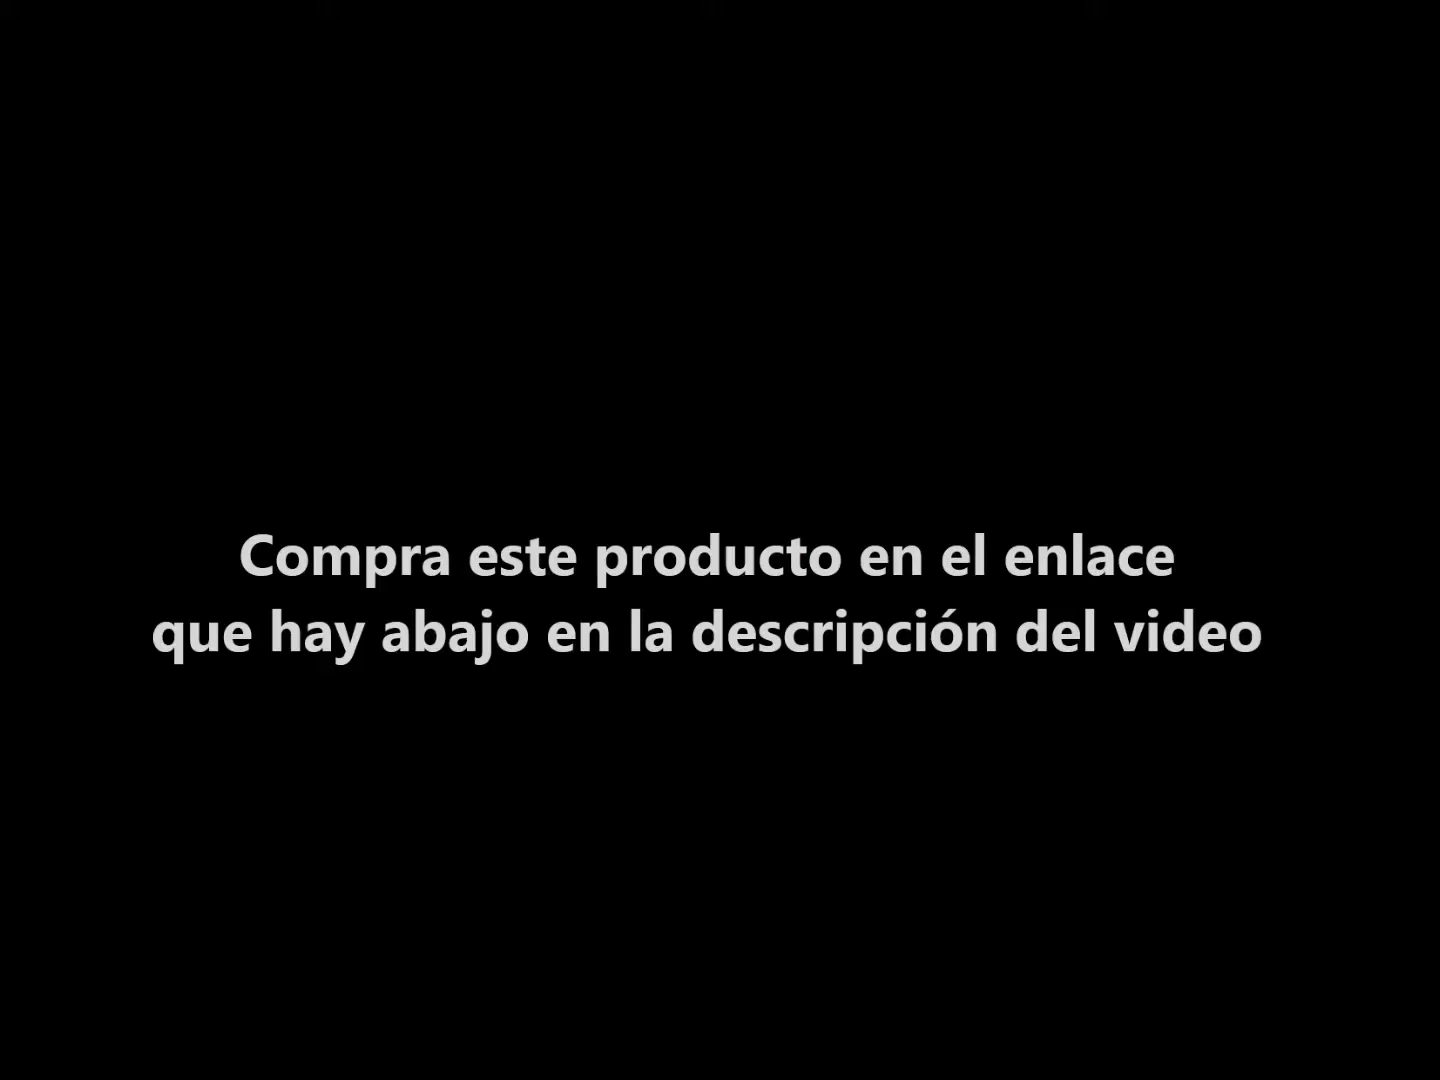 Compra este producto en el enlace
que hay abajo en la descripción del video